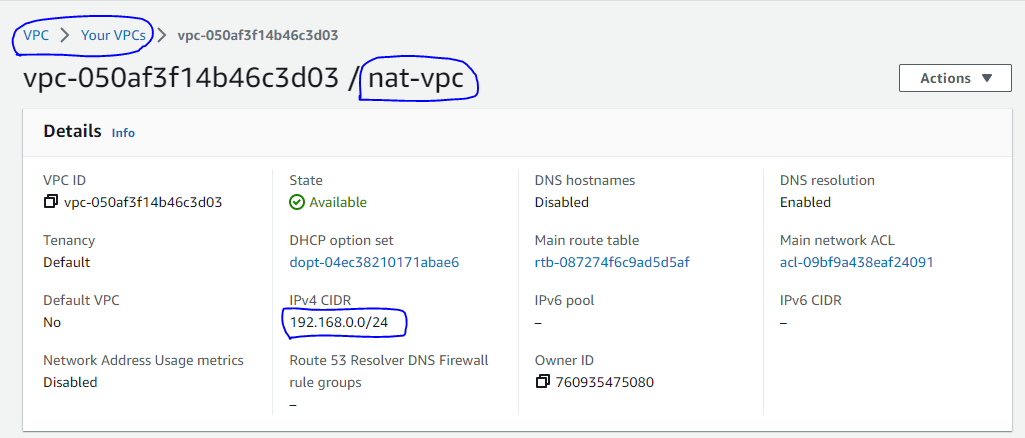 VPC > Your VPCs > vpc-050af3f14b46c3d03
vpc-050af3f14b46c3d03 / nat-vpc
Actions
Details Info
VPC ID
vpc-050af3f14b46c3d03
State
Available
DNS hostnames
Disabled
DNS resolution
Enabled
Tenancy
Default
DHCP option set
dopt-04ec38210171abae6
Main route table
rtb-087274f6c9ad5d5af
Main network ACL
acl-09bf9a438eaf24091
Default VPC
No
IPv4 CIDR
192.168.0.0/24
IPv6 pool
–
IPv6 CIDR
–
Network Address Usage metrics
Disabled
Route 53 Resolver DNS Firewall
rule groups
–
Owner ID
760935475080